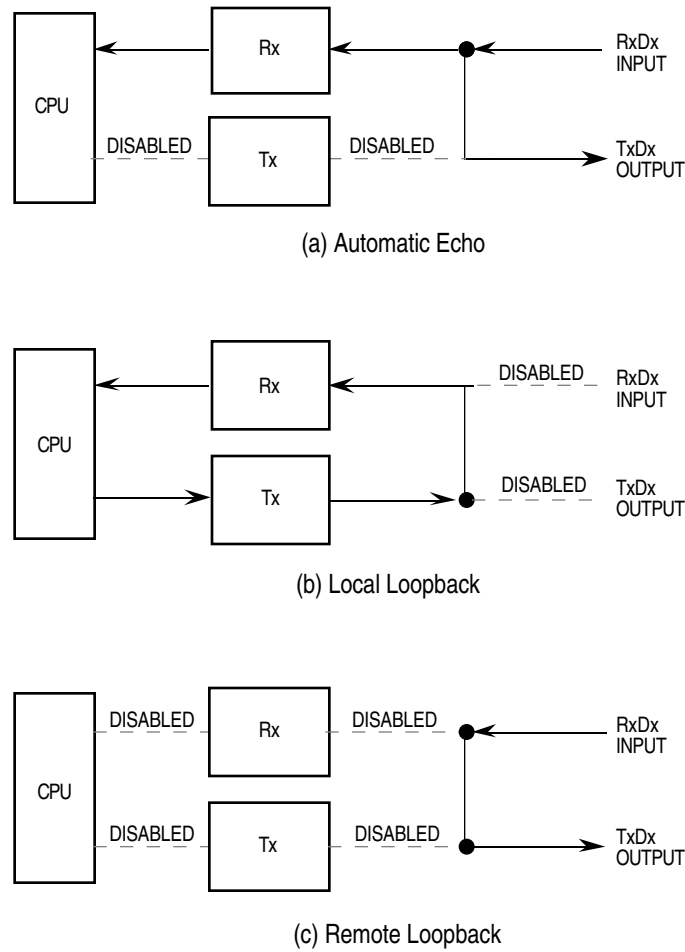 Rx
RxDx
INPUT
CPU
DISABLED
Tx
DISABLED
TxDx
OUTPUT
(a) Automatic Echo
Rx
DISABLED
RxDx
INPUT
CPU
Tx
DISABLED
TxDx
OUTPUT
(b) Local Loopback
DISABLED
Rx
DISABLED
RxDx
INPUT
CPU
DISABLED
Tx
DISABLED
TxDx
OUTPUT
(c) Remote Loopback